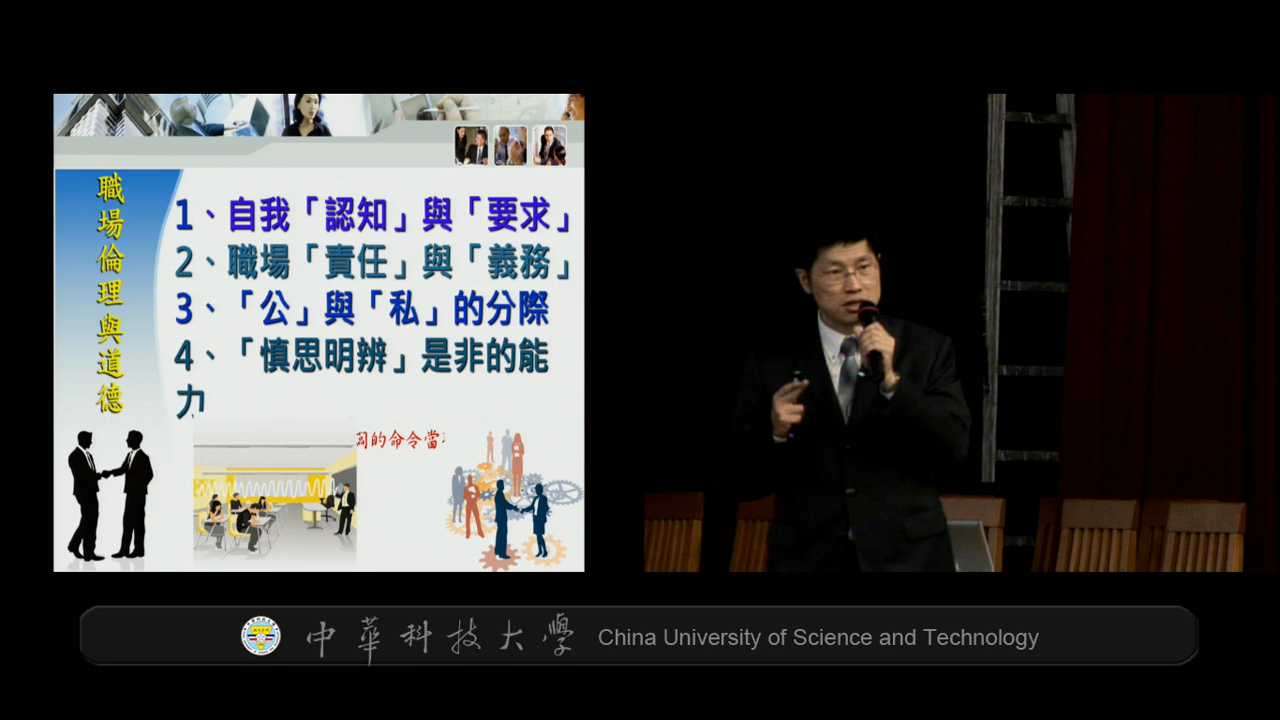 職場倫理與道德
1、自我「認知」與「要求」
2、職場「責任」與「義務」
3、「公」與「私」的分際
4、「慎思明辨」是非的能
力
的命令當
中華科技大學 China University of Science and Technology